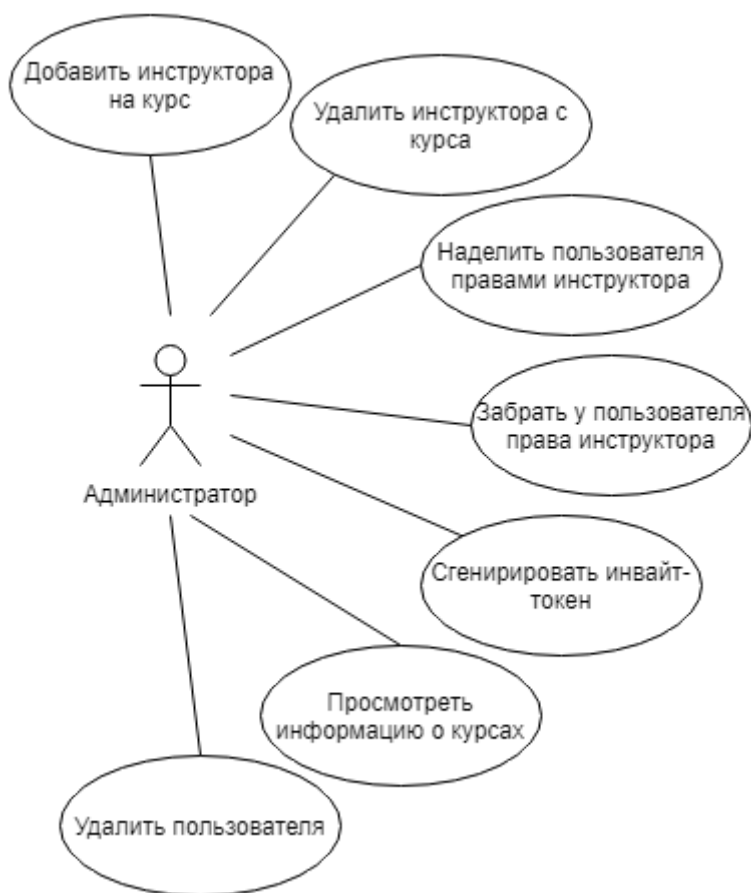 Добавить инструктора
на курс
Удалить инструктора с
курса
Наделить пользователя
правами инструктора
Забрать у пользователя
права инструктора
Администратор
Сгенирировать инвайт-
токен
Просмотреть
информацию о курсах
Удалить пользователя